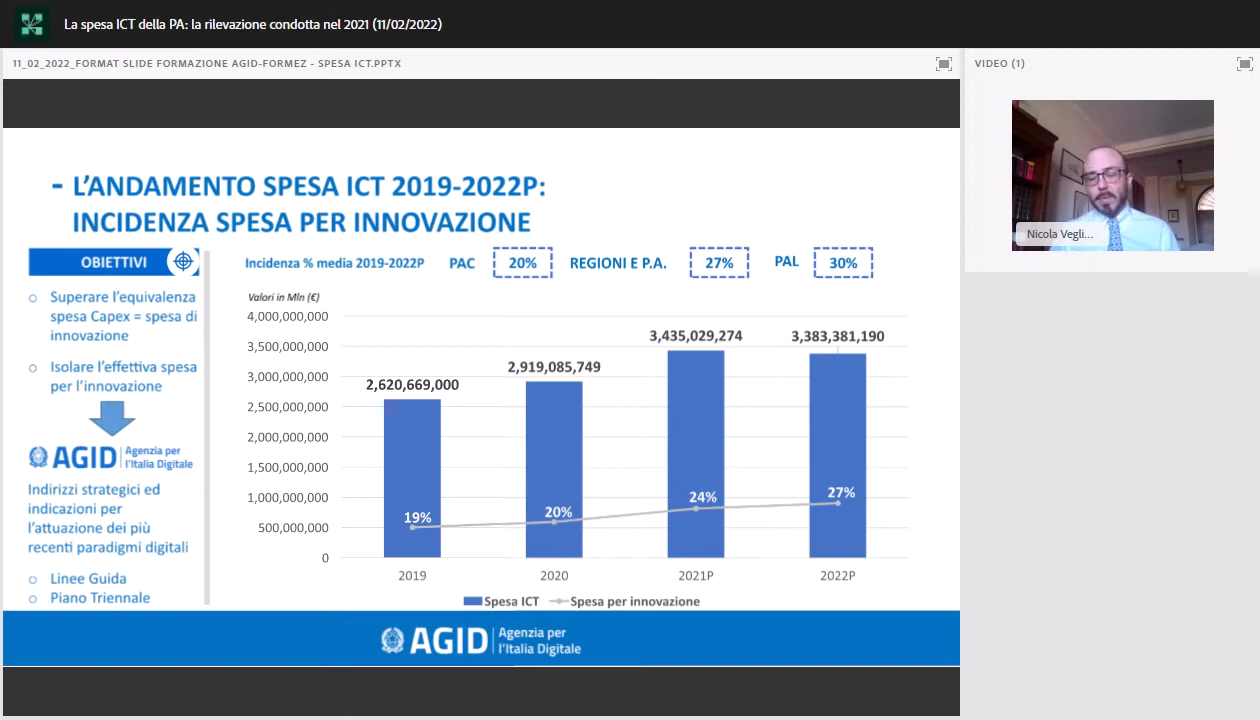 La spesa ICT della PA: la rilevazione condotta nel 2021 (11/02/2022)
11_02_2022_FORMAT SLIDE FORMAZIONE AGID-FORMEZ - SPESA ICT.PPTX
VIDEO (1)
Nicola Vegli...
- L'ANDAMENTO SPESA ICT 2019-2022P:
INCIDENZA SPESA PER INNOVAZIONE
OBIETTIVI
Superare l'equivalenza
spesa Capex = spesa di
innovazione
Isolare l'effettiva spesa
per l'innovazione
AGID Agenzia per
l'Italia Digitale
Indirizzi strategici ed
indicazioni per
l'attuazione dei più
recenti paradigmi digitali
Linee Guida
Piano Triennale
Incidenza % media 2019-2022P PAC 20% REGIONI E P.A. 27% PAL 30%
Valori in Mln (€)
4,000,000,000
3,500,000,000
3,000,000,000
2,500,000,000
2,000,000,000
1,500,000,000
1,000,000,000
500,000,000
0
2,620,669,000
2,919,085,749
3,435,029,274
3,383,381,190
19%
20%
24%
27%
2019 2020 2021P 2022P
Spesa ICT Spesa per innovazione
AGID Agenzia per
l'Italia Digitale